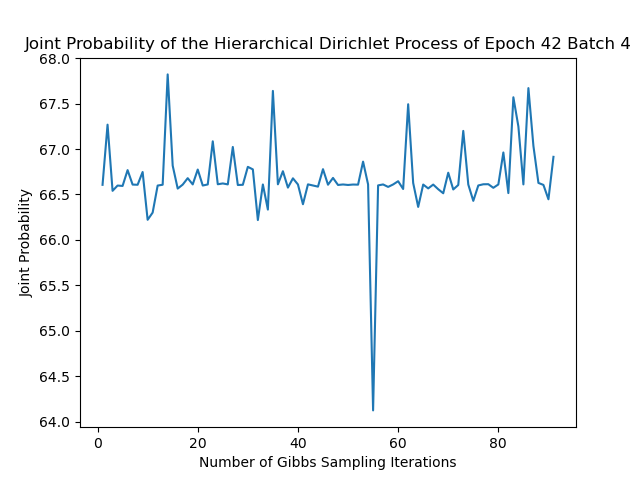 Joint Probability of the Hierarchical Dirichlet Process of Epoch 42 Batch 4
68.0
67.5
67.0
66.5
66.0
65.5
65.0
64.5
64.0
Joint Probability
0 20 40 60 80
Number of Gibbs Sampling Iterations